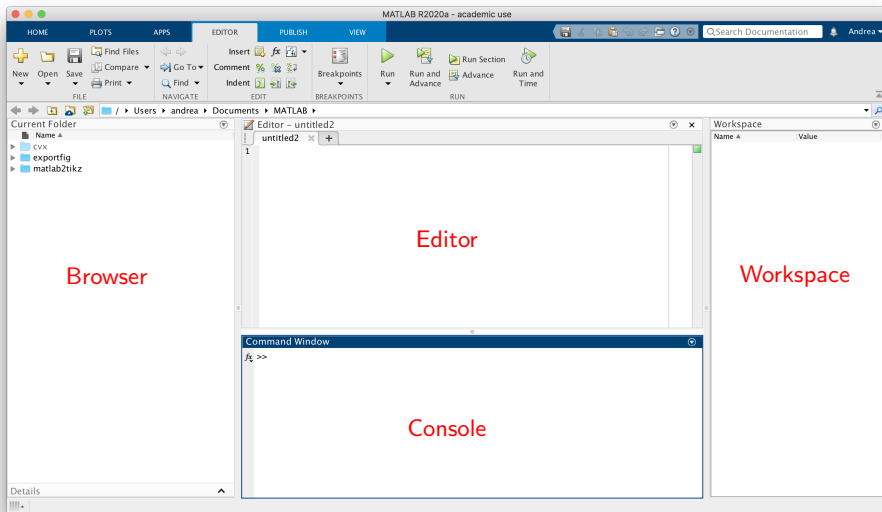 MATLAB R2020a - academic use
HOME PLOTS APPS EDITOR PUBLISH VIEW
Search Documentation
Andrea
New Open Save
Find Files
Compare
Print
FILE
Go To
Find
NAVIGATE
Insert fx
Comment %
Indent
EDIT
Breakpoints
BREAKPOINTS
Run
Run and Advance
Run Section
Advance
Run and Time
RUN
/ Users andrea Documents MATLAB
Current Folder
Name
cvx
exportfig
matlab2tikz
Browser
Details
Editor - untitled2
untitled2
+
1
Editor
Command Window
fx >>
Console
Workspace
Name Value
Workspace